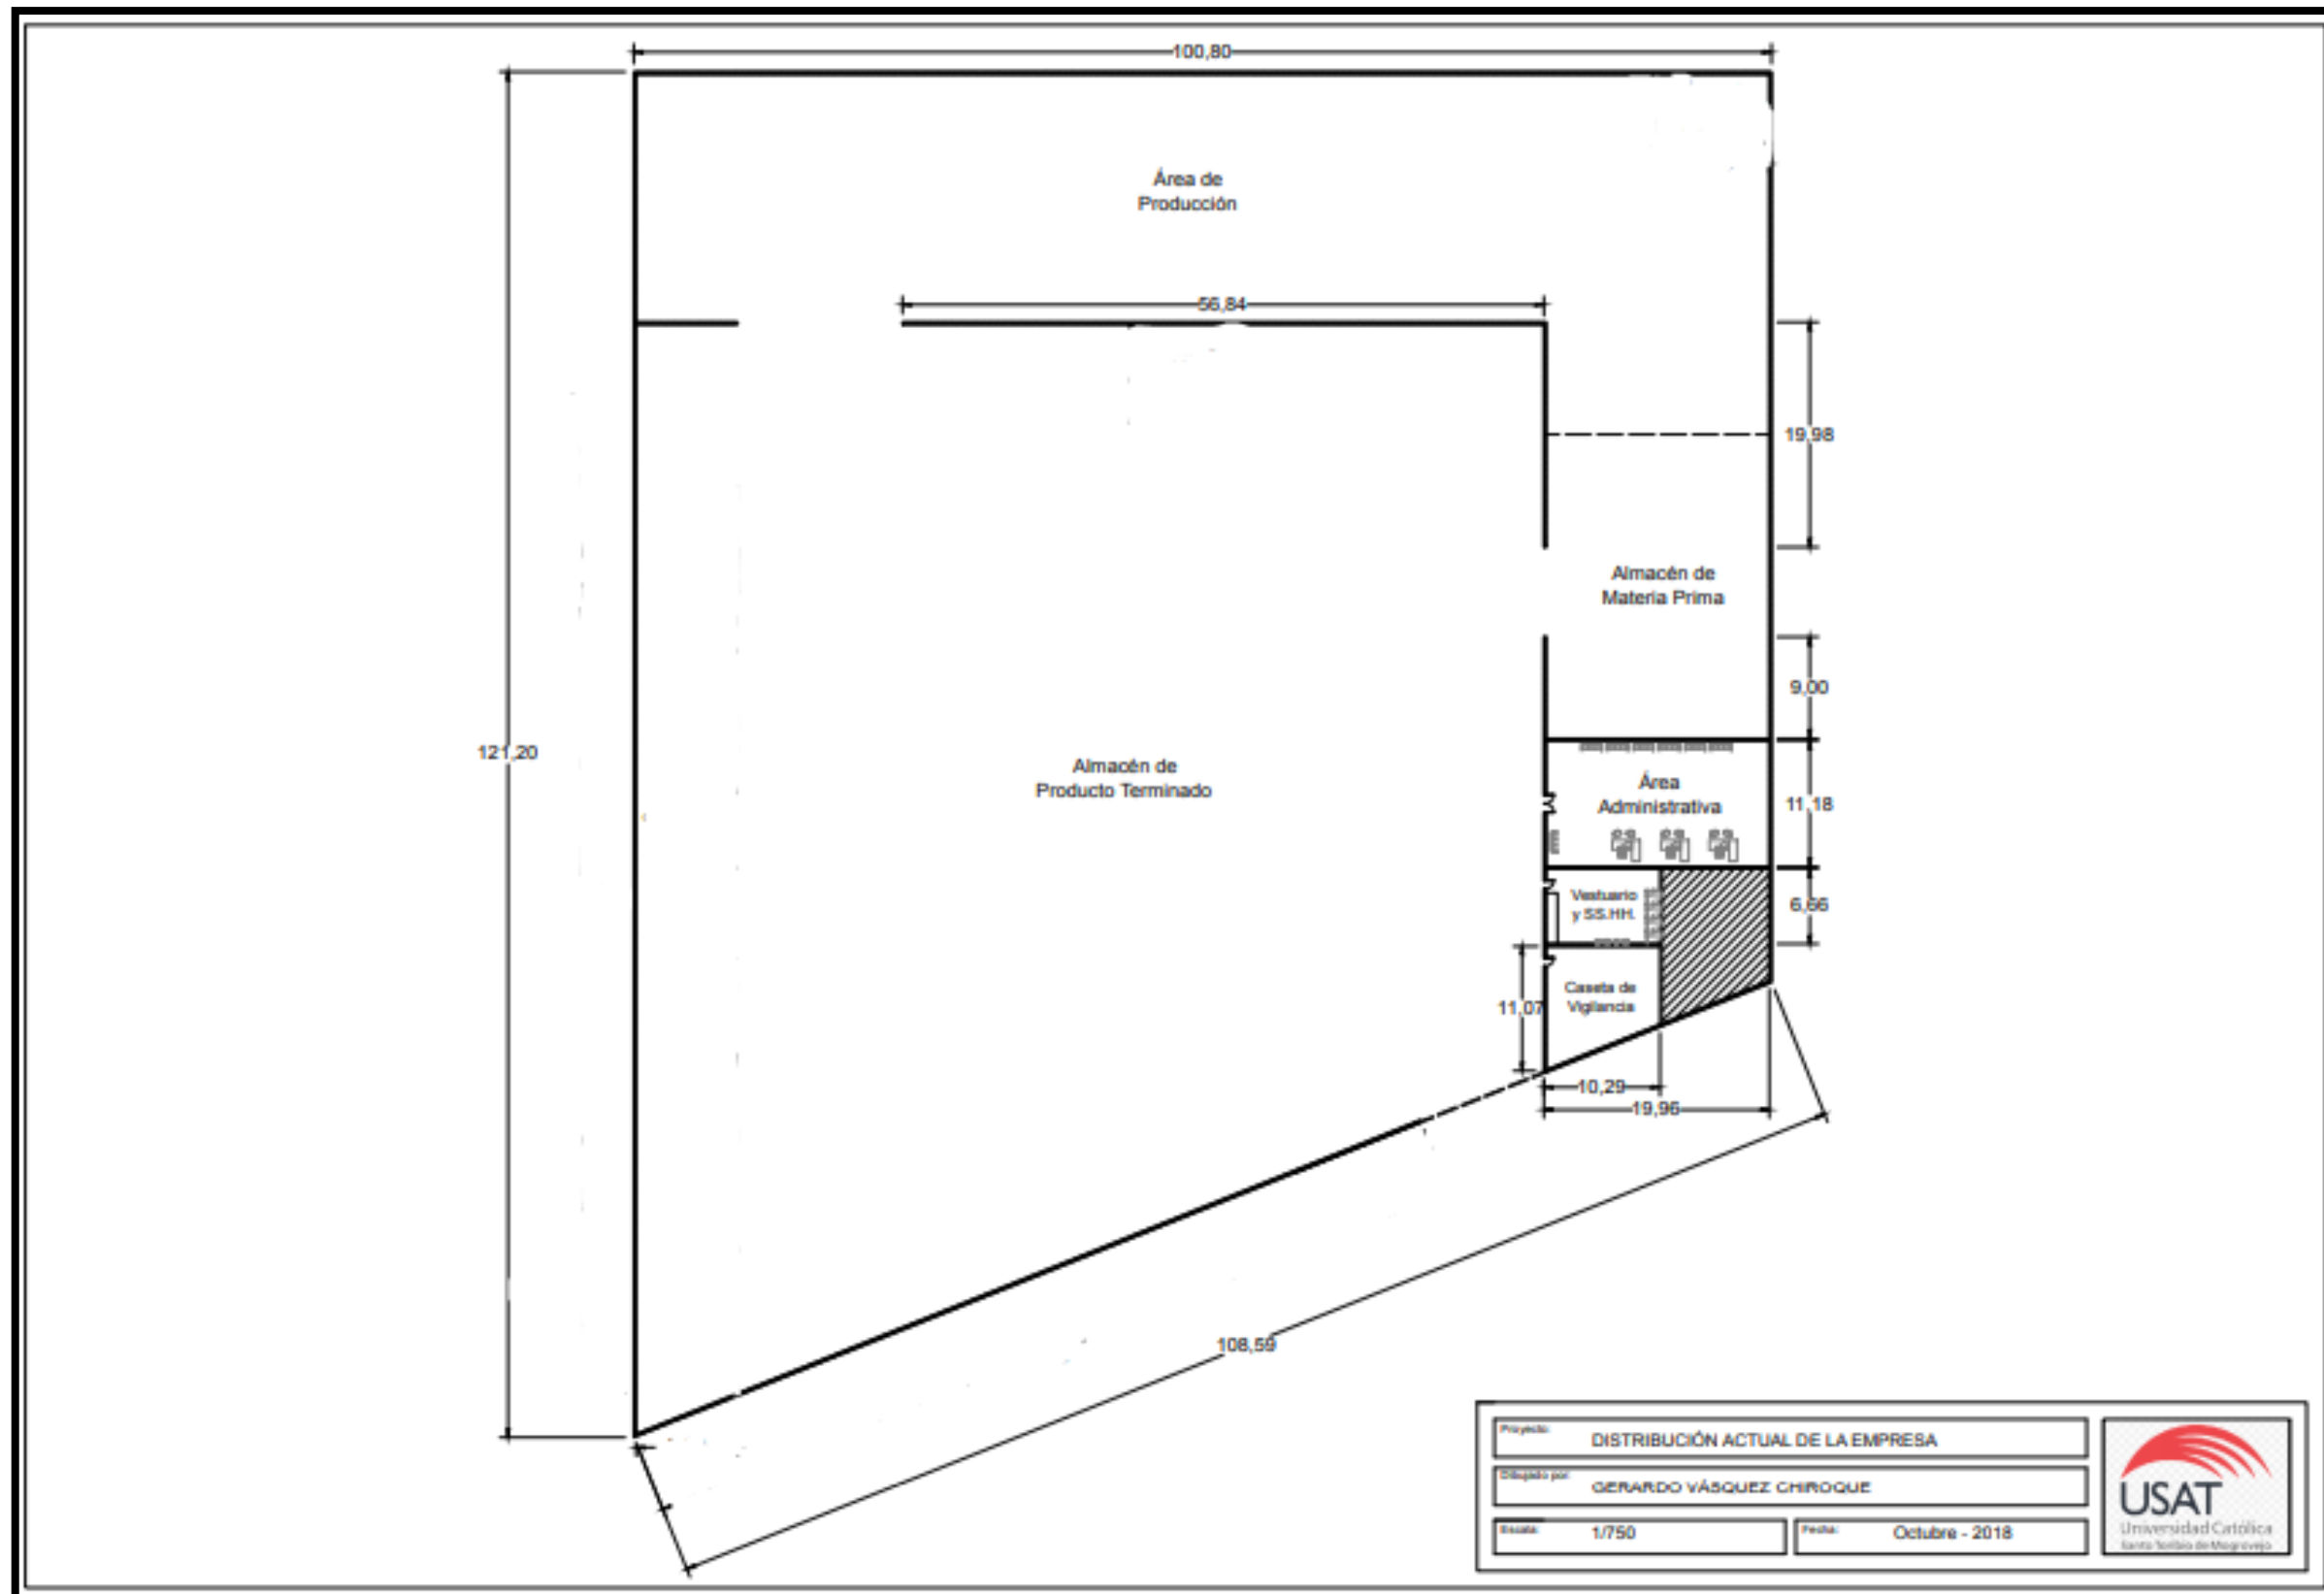 100,80
Área de
Producción
56,84
19,98
Almacén de
Materia Prima
9,00
121,20
Almacén de
Producto Terminado
Área
Administrativa
11,18
Vestuario
y SS.HH.
6,66
Caseta de
Vigilancia
11,07
10,29
19,96
108,59
Proyecto:
DISTRIBUCIÓN ACTUAL DE LA EMPRESA
Dibujado por:
GERARDO VÁSQUEZ CHIROQUE
Escala:
1/750
Fecha:
Octubre - 2018
USAT
Universidad Católica
Santo Toribio de Mogrovejo